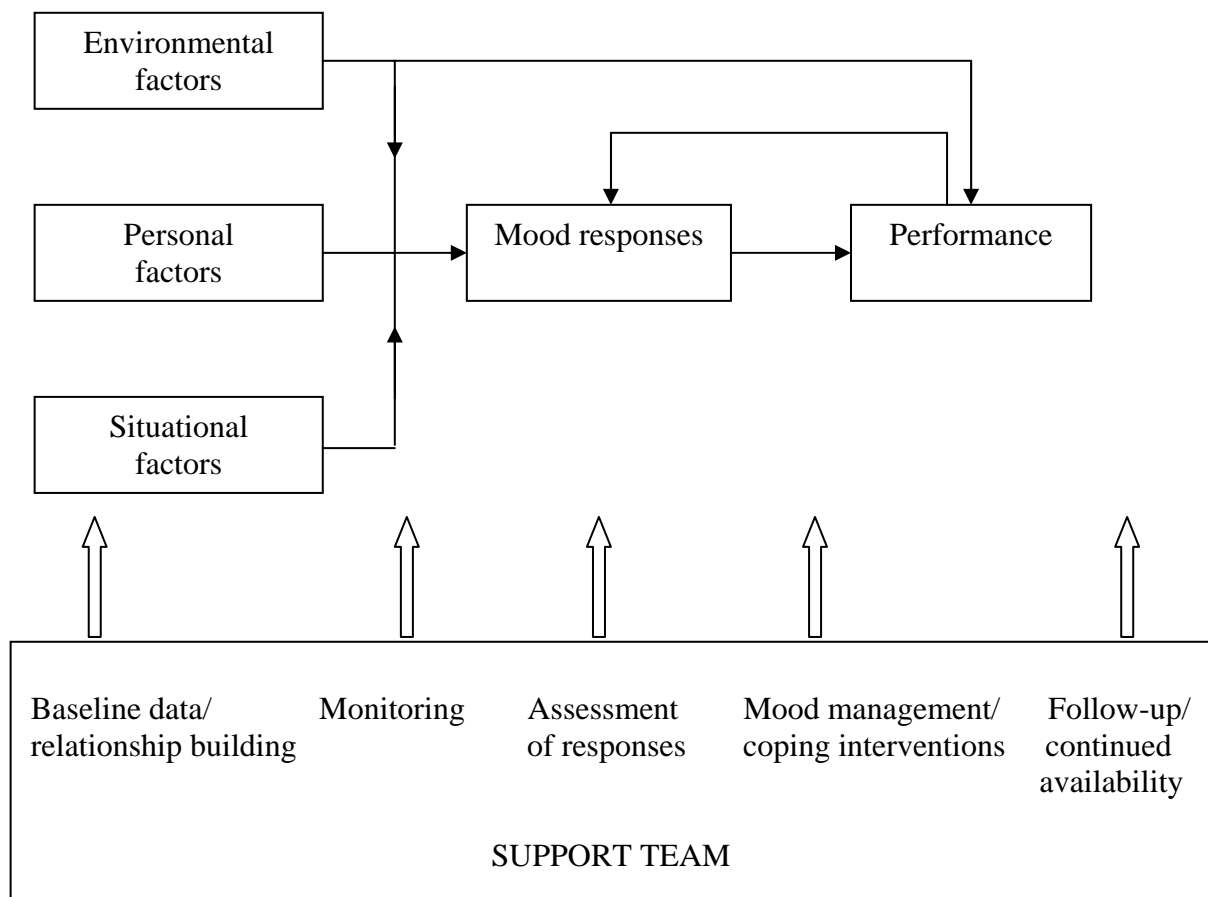 Environmental
factors
Personal
factors
Mood responses
Performance
Situational
factors
Baseline data/
relationship building
Monitoring
Assessment
of responses
Mood management/
coping interventions
Follow-up/
continued
availability
SUPPORT TEAM